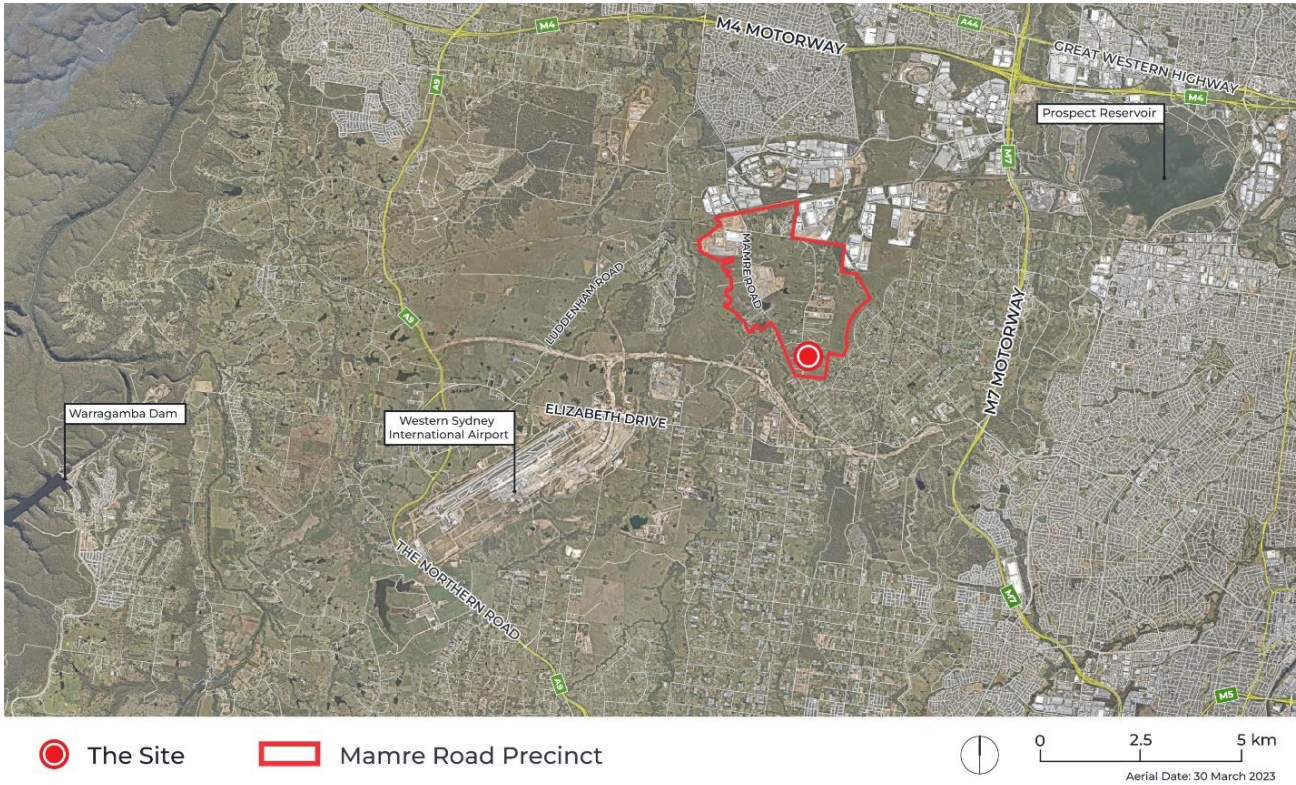 M4
M4 MOTORWAY
A44
GREAT WESTERN HIGHWAY
M4
A9
Prospect Reservoir
M7
MAMRE ROAD
LUDDENHAM ROAD
A9
M7 MOTORWAY
Warragamba Dam
Western Sydney
International Airport
ELIZABETH DRIVE
THE NORTHERN ROAD
M7
A9
M5
The Site
Mamre Road Precinct
0 2.5 5 km
Aerial Date: 30 March 2023